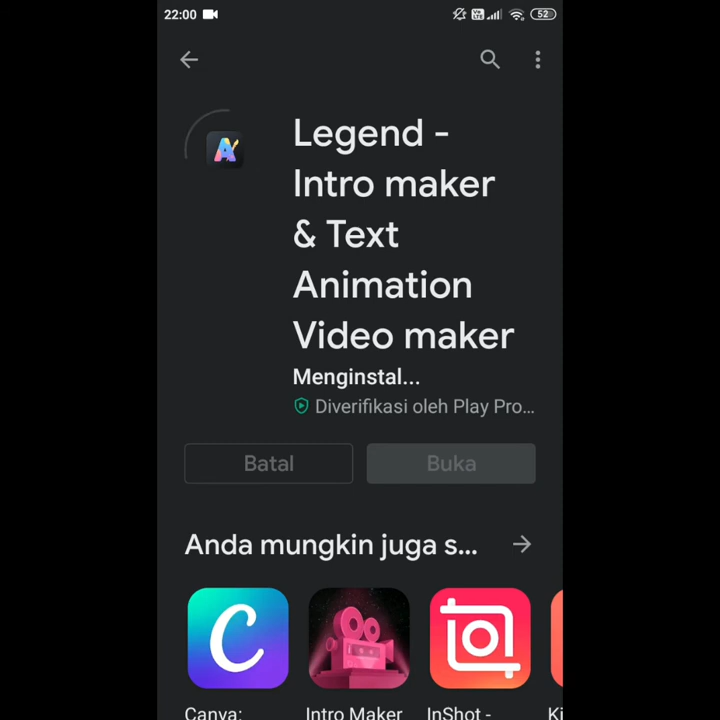 22:00
52
Legend -
Intro maker
& Text
Animation
Video maker
Menginstal...
Diverifikasi oleh Play Pro...
Batal
Buka
Anda mungkin juga s...
Canva:
Intro Maker
InShot -